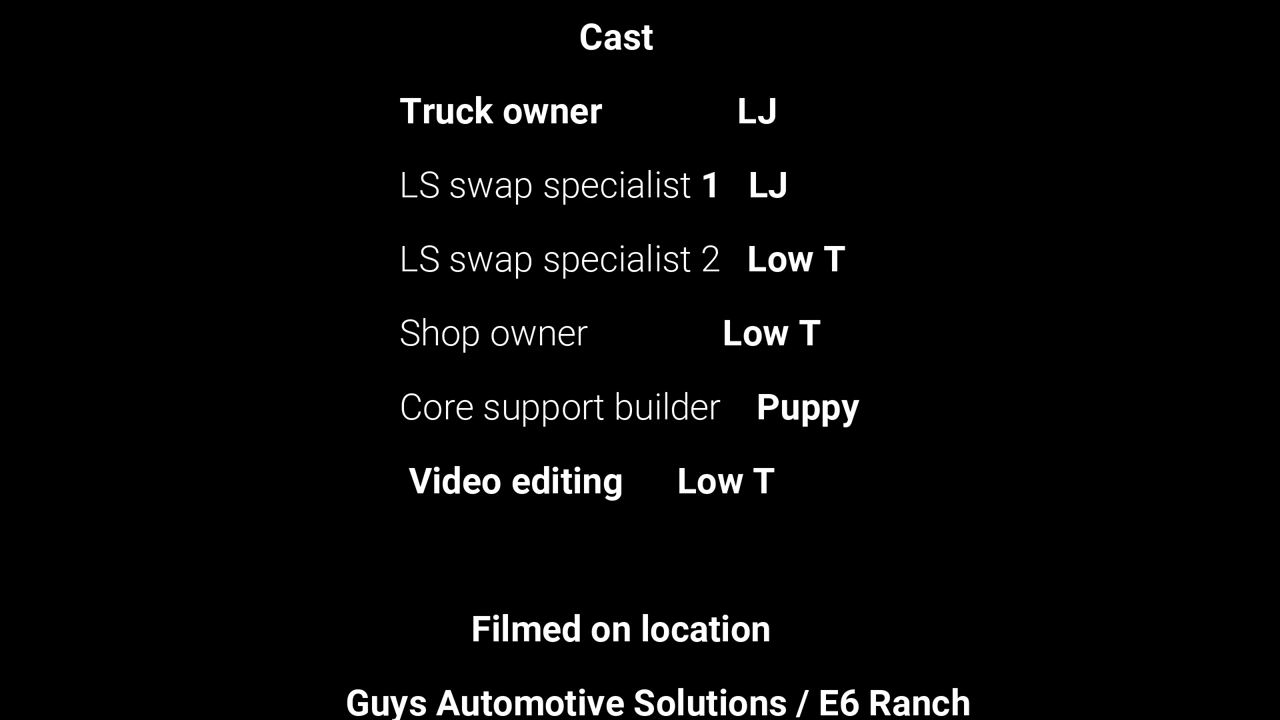 Cast
Truck owner LJ
LS swap specialist 1 LJ
LS swap specialist 2 Low T
Shop owner Low T
Core support builder Puppy
Video editing Low T
Filmed on location
Guys Automotive Solutions / E6 Ranch